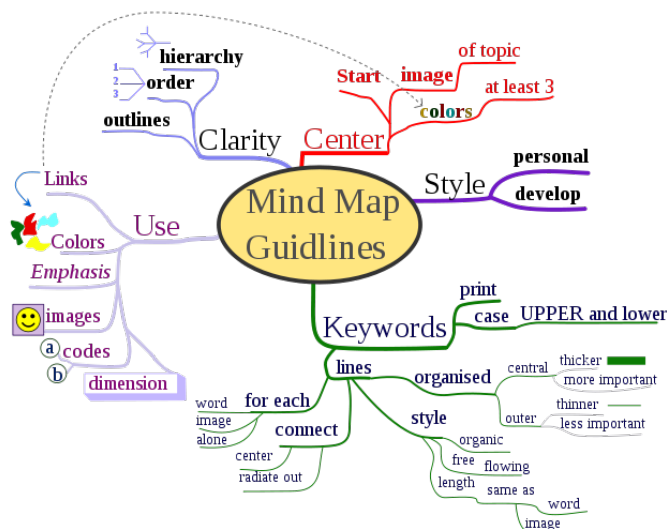 Mind Map
Guidlines
Clarity
hierarchy
order
1
2
3
outlines
Center
Start
image
of topic
colors
at least 3
Style
personal
develop
Keywords
print
case
UPPER and lower
lines
organised
central
thicker
more important
outer
thinner
less important
style
organic
free
flowing
length
same as
word
image
connect
center
radiate out
for each
word
image
alone
Use
Links
Colors
Emphasis
images
codes
a
b
dimension